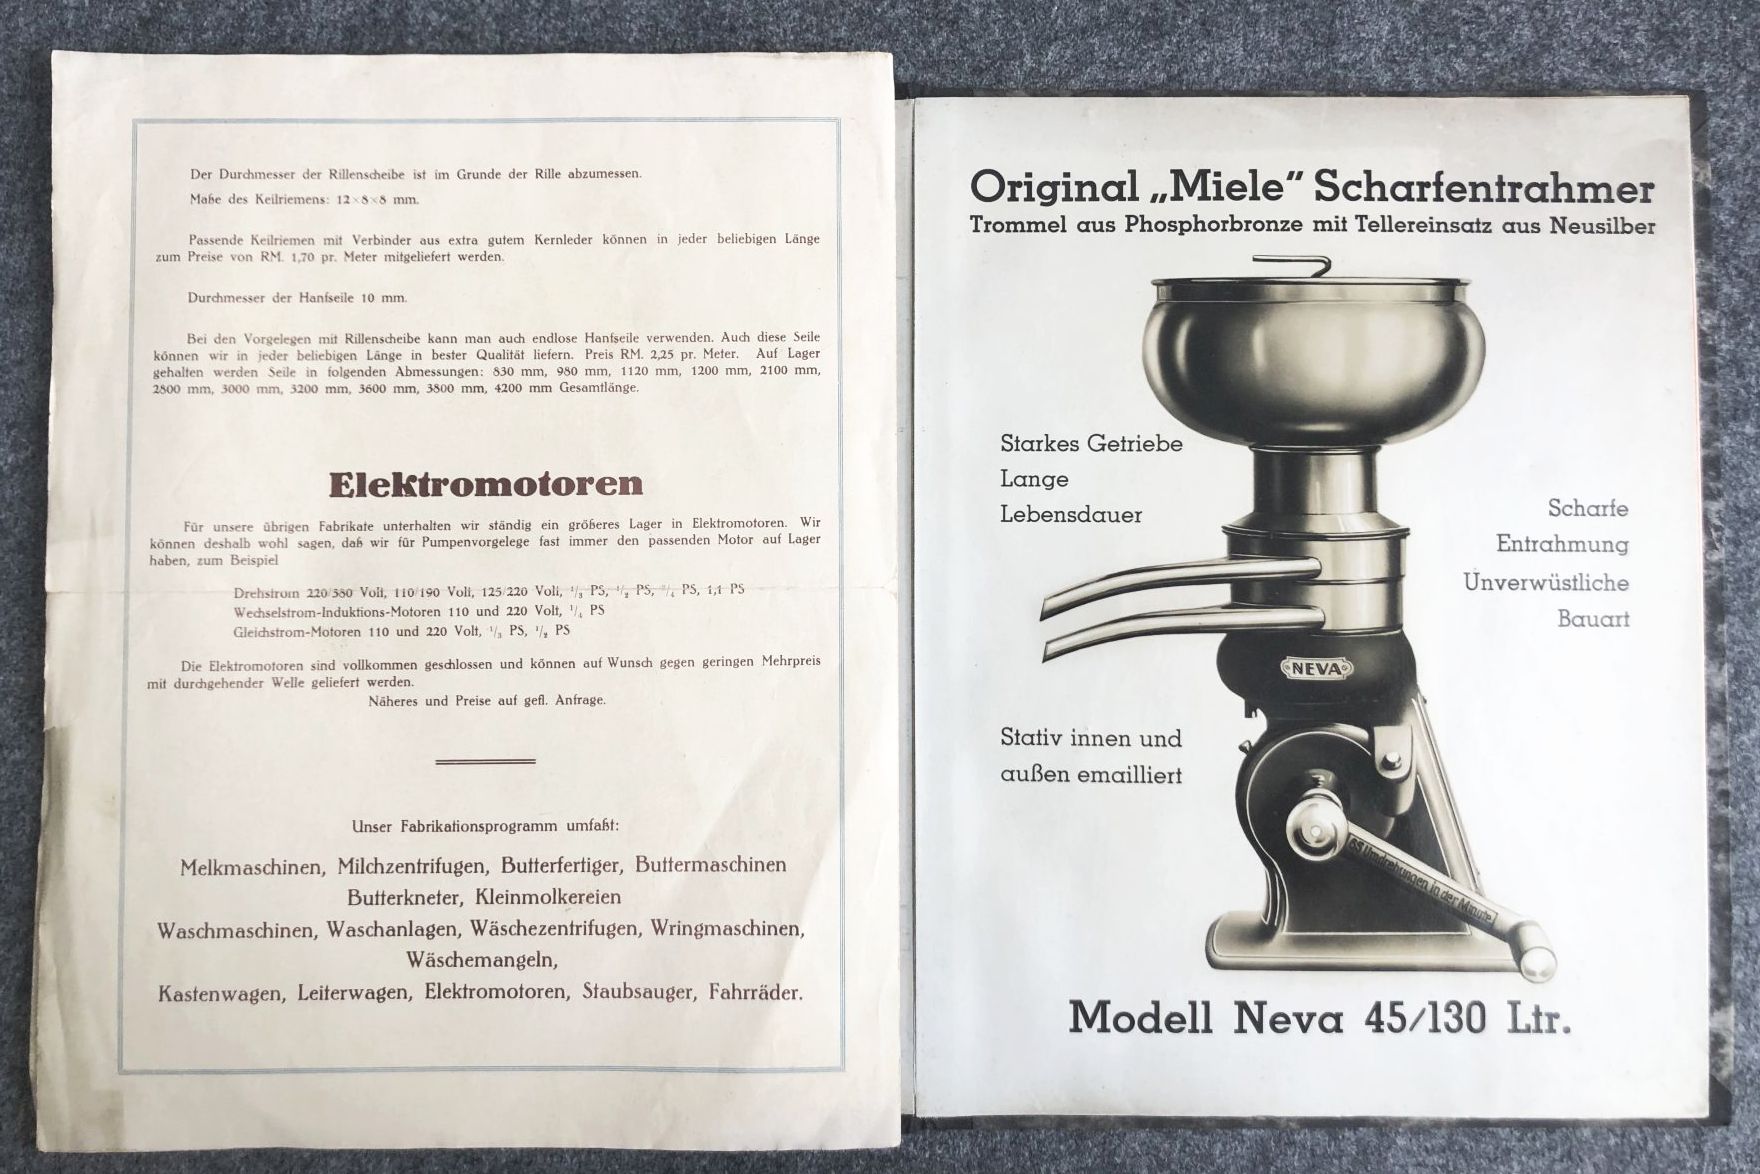 Der Durchmesser der Rillenscheibe ist im Grunde der Rille abzumessen.
Maße des Keilriemens: 12×8×8 mm.
Passende Keilriemen mit Verbinder aus extra gutem Kernleder können in jeder beliebigen Länge
zum Preise von RM. 1,70 pr. Meter mitgeliefert werden.
Durchmesser der Hanfseile 10 mm.
Bei den Vorgelegen mit Rillenscheibe kann man auch endlose Hanfseile verwenden. Auch diese Seile
können wir in jeder beliebigen Länge in bester Qualität liefern. Preis RM. 2,25 pr. Meter. Auf Lager
gehalten werden Seile in folgenden Abmessungen: 830 mm, 980 mm, 1120 mm, 1200 mm, 2100 mm,
2800 mm, 3000 mm, 3200 mm, 3600 mm, 3800 mm, 4200 mm Gesamtlänge.
Elektromotoren
Für unsere übrigen Fabrikate unterhalten wir ständig ein größeres Lager in Elektromotoren. Wir
können deshalb wohl sagen, daß wir für Pumpenvorgelege fast immer den passenden Motor auf Lager
haben, zum Beispiel
Drehstrom 220/380 Volt, 110/190 Volt, 125/220 Volt, 1/3 PS, 1/2 PS, 3/4 PS, 1,1 PS
Wechselstrom-Induktions-Motoren 110 und 220 Volt, 1/4 PS
Gleichstrom-Motoren 110 und 220 Volt, 1/3 PS, 1/2 PS
Die Elektromotoren sind vollkommen geschlossen und können auf Wunsch gegen geringen Mehrpreis
mit durchgehender Welle geliefert werden.
Näheres und Preise auf gefl. Anfrage.
Unser Fabrikationsprogramm umfaßt:
Melkmaschinen, Milchzentrifugen, Butterfertiger, Buttermaschinen
Butterkneter, Kleinmolkereien
Waschmaschinen, Waschanlagen, Wäschezentrifugen, Wringmaschinen,
Wäschemangeln,
Kastenwagen, Leiterwagen, Elektromotoren, Staubsauger, Fahrräder.
Original „Miele" Scharfentrahmer
Trommel aus Phosphorbronze mit Tellereinsatz aus Neusilber
Starkes Getriebe
Lange
Lebensdauer
Scharfe
Entrahmung
Unverwüstliche
Bauart
NEVA
Stativ innen und
außen emailliert
65 Umdrehungen in der Minute
Modell Neva 45/130 Ltr.